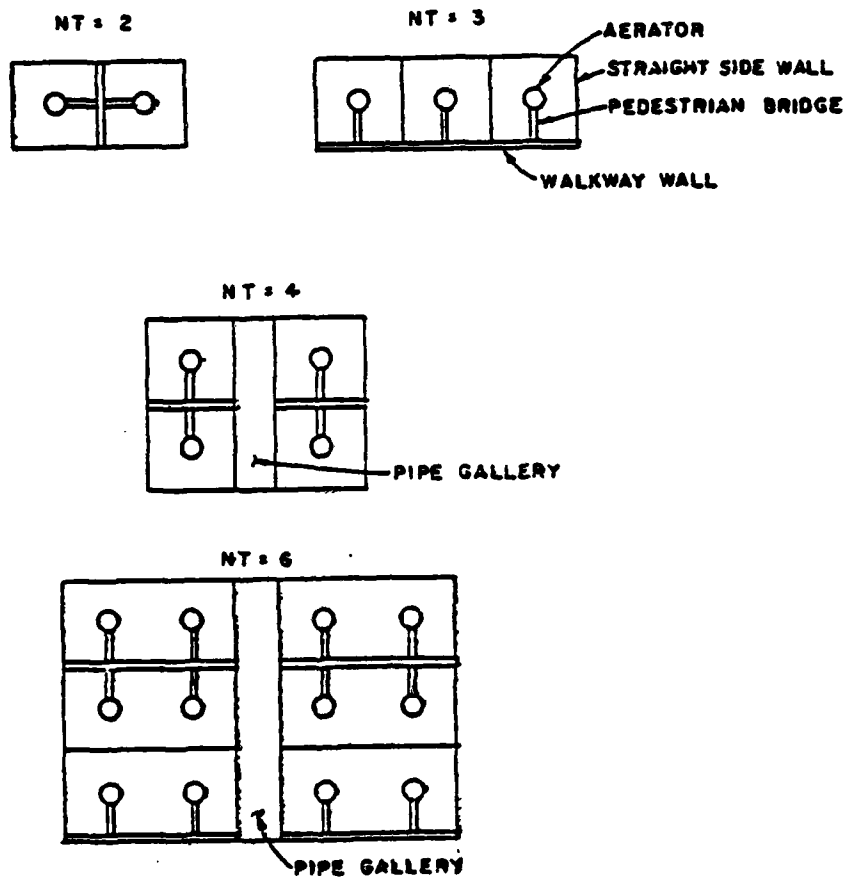 NT = 2
NT = 3
AERATOR
STRAIGHT SIDE WALL
PEDESTRIAN BRIDGE
WALKWAY WALL
NT = 4
PIPE GALLERY
NT = 6
PIPE GALLERY